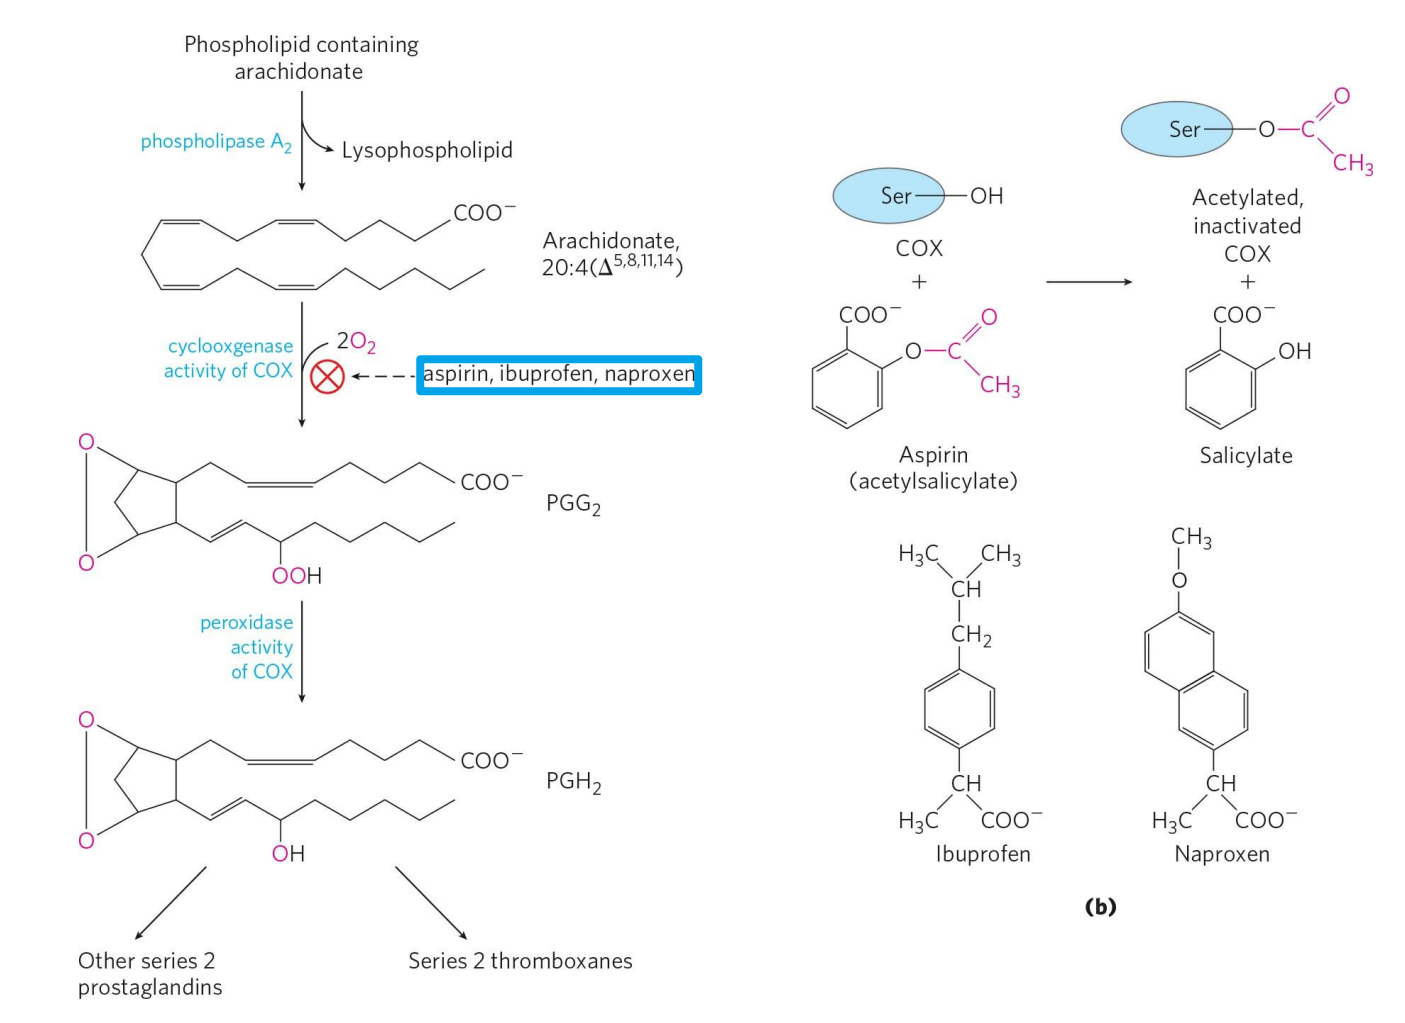 Phospholipid containing
arachidonate
phospholipase A₂
Lysophospholipid
COO⁻
Arachidonate,
20:4(Δ⁵,⁸,¹¹,¹⁴)
cyclooxgenase
activity of COX
2O₂
aspirin, ibuprofen, naproxen
O
COO⁻
PGG₂
O
OOH
peroxidase
activity
of COX
O
COO⁻
PGH₂
O
OH
Other series 2
prostaglandins
Series 2 thromboxanes
Ser
OH
COX
+
COO⁻
O
O
C
CH₃
Aspirin
(acetylsalicylate)
O
Ser
O
C
CH₃
Acetylated,
inactivated
COX
+
COO⁻
OH
Salicylate
H₃C
CH₃
CH
CH₂
CH
H₃C
COO⁻
Ibuprofen
CH₃
O
CH
H₃C
COO⁻
Naproxen
(b)